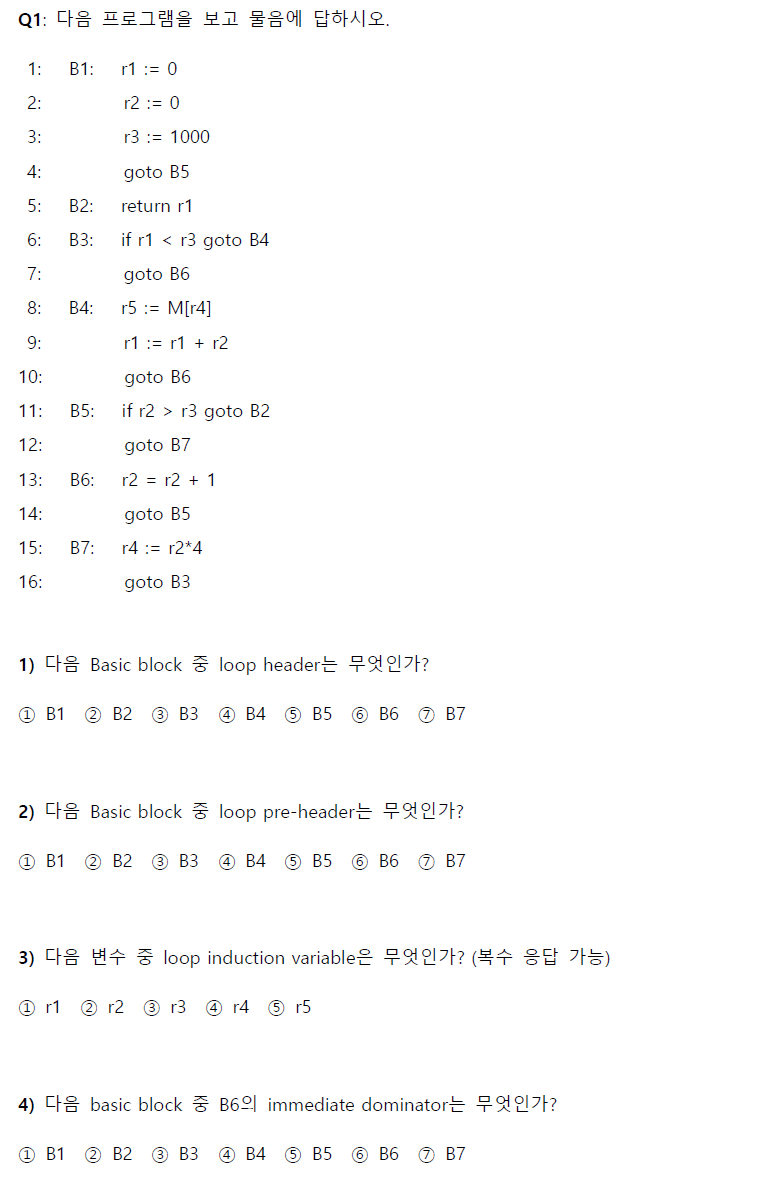 Q1: 다음 프로그램을 보고 물음에 답하시오.
1: B1: r1 := 0
2: r2 := 0
3: r3 := 1000
4: goto B5
5: B2: return r1
6: B3: if r1 < r3 goto B4
7: goto B6
8: B4: r5 := M[r4]
9: r1 := r1 + r2
10: goto B6
11: B5: if r2 > r3 goto B2
12: goto B7
13: B6: r2 = r2 + 1
14: goto B5
15: B7: r4 := r2*4
16: goto B3
1) 다음 Basic block 중 loop header는 무엇인가?
① B1 ② B2 ③ B3 ④ B4 ⑤ B5 ⑥ B6 ⑦ B7
2) 다음 Basic block 중 loop pre-header는 무엇인가?
① B1 ② B2 ③ B3 ④ B4 ⑤ B5 ⑥ B6 ⑦ B7
3) 다음 변수 중 loop induction variable은 무엇인가? (복수 응답 가능)
① r1 ② r2 ③ r3 ④ r4 ⑤ r5
4) 다음 basic block 중 B6의 immediate dominator는 무엇인가?
① B1 ② B2 ③ B3 ④ B4 ⑤ B5 ⑥ B6 ⑦ B7